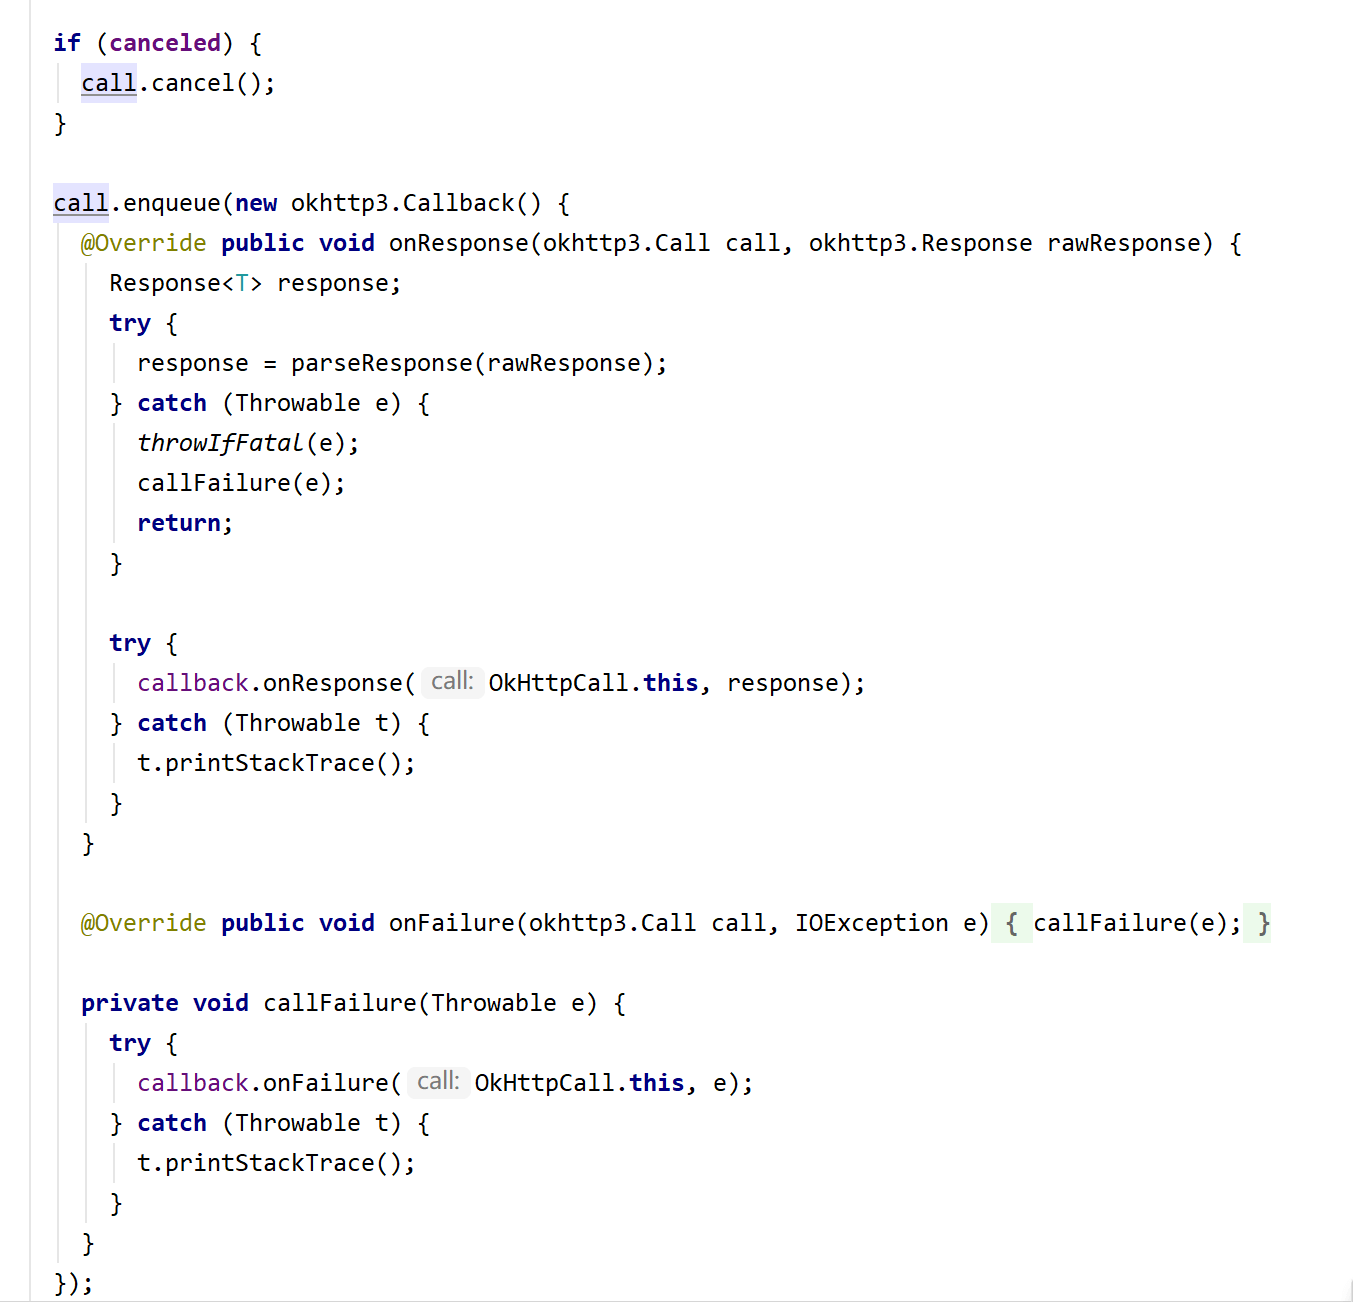 if (canceled) {
  call.cancel();
}

call.enqueue(new okhttp3.Callback() {
  @Override public void onResponse(okhttp3.Call call, okhttp3.Response rawResponse) {
    Response<T> response;
    try {
      response = parseResponse(rawResponse);
    } catch (Throwable e) {
      throwIfFatal(e);
      callFailure(e);
      return;
    }

    try {
      callback.onResponse( call: OkHttpCall.this, response);
    } catch (Throwable t) {
      t.printStackTrace();
    }
  }

  @Override public void onFailure(okhttp3.Call call, IOException e) { callFailure(e); }

  private void callFailure(Throwable e) {
    try {
      callback.onFailure( call: OkHttpCall.this, e);
    } catch (Throwable t) {
      t.printStackTrace();
    }
  }
});